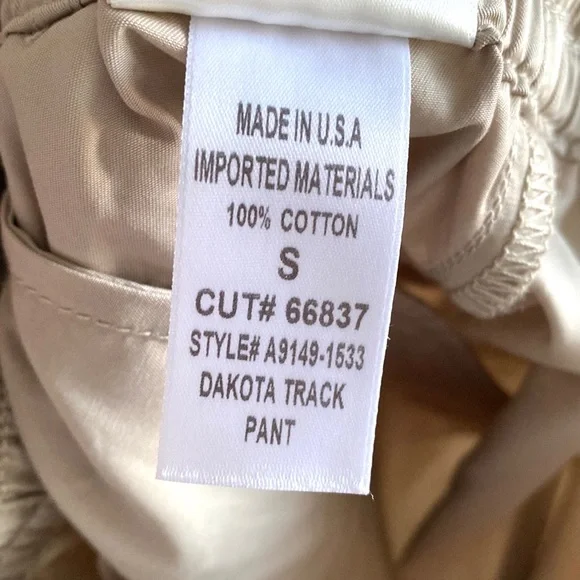 MADE IN U.S.A
IMPORTED MATERIALS
100% COTTON
S
CUT# 66837
STYLE# A9149-1533
DAKOTA TRACK
PANT